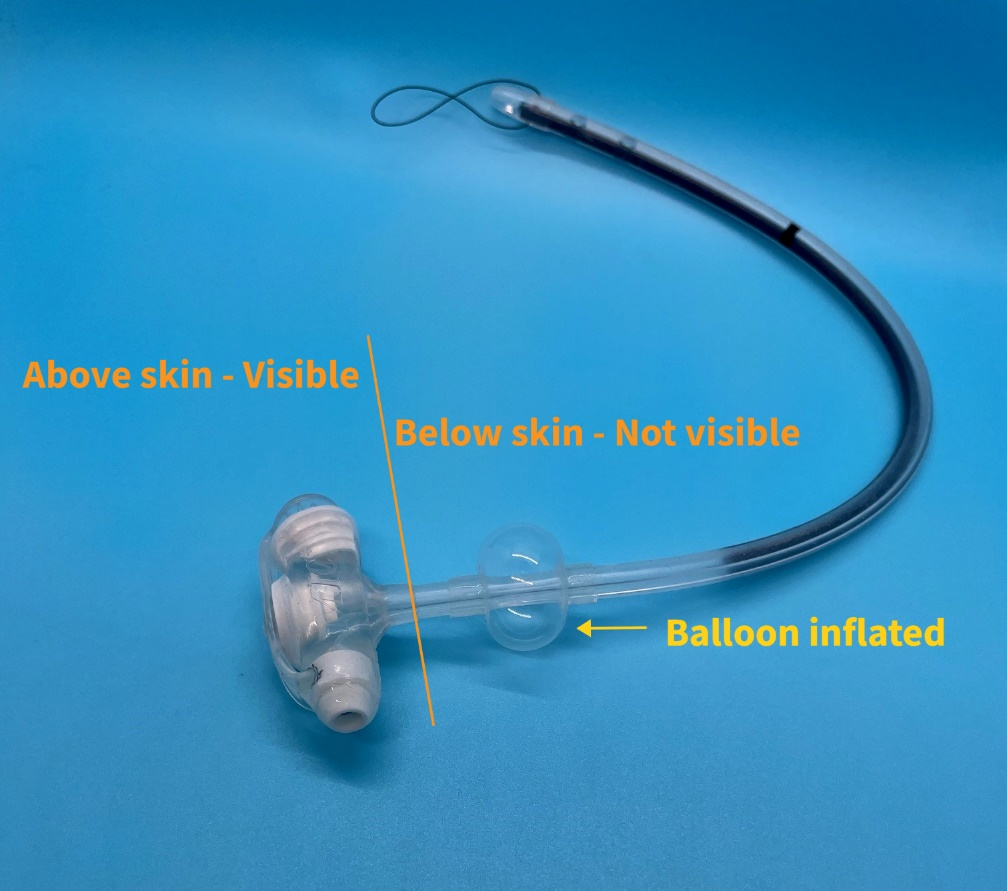 Above skin - Visible
Below skin - Not visible
Balloon inflated